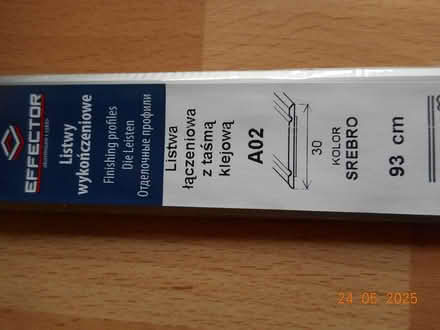 EFFECTOR
Listwy
wykończeniowe
Finishing profiles
Die Leisten
Отделочные профили
Listwa
łączeniowa
z taśmą
klejową
A02
30
KOLOR
SREBRO
93 cm
24 05 2025